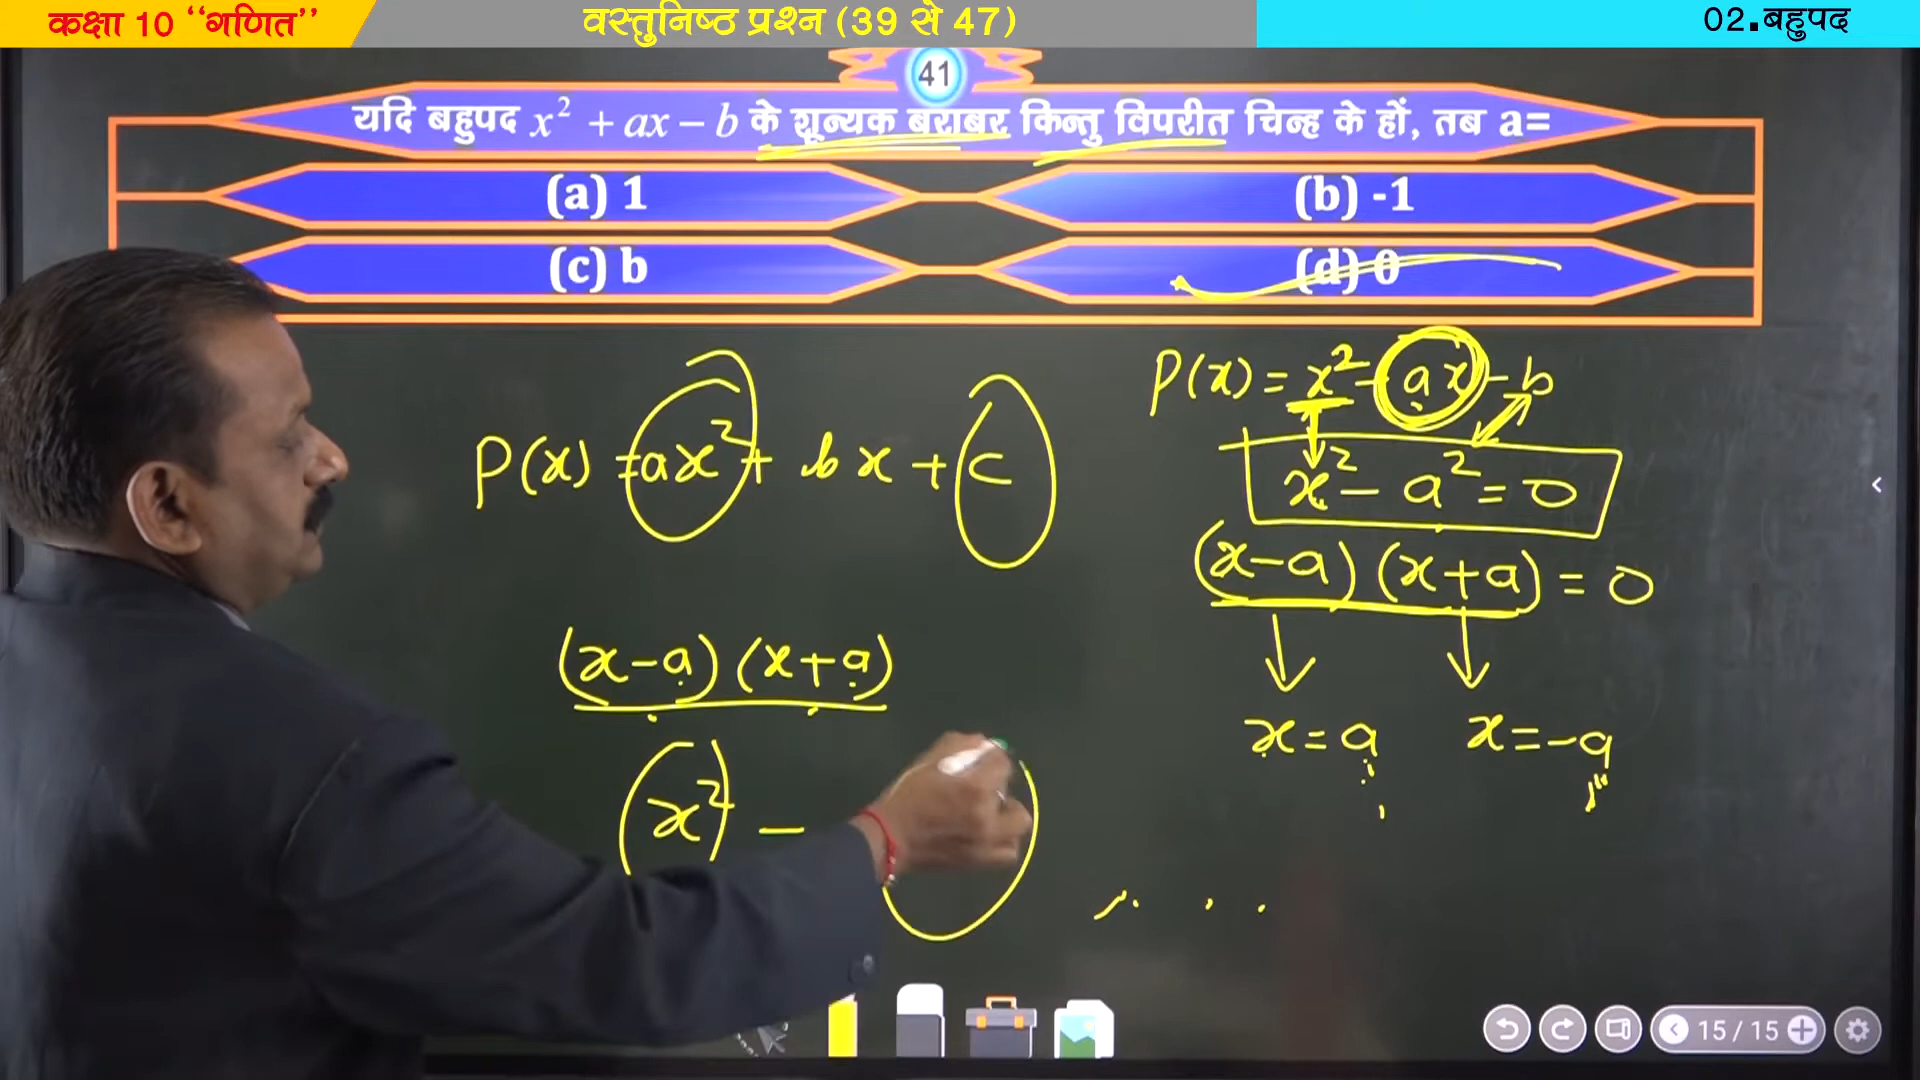 कक्षा 10 ‘‘गणित’’
वस्तुनिष्ठ प्रश्न (39 से 47)
02.बहुपद
41
यदि बहुपद x² + ax − b के शून्यक बराबर किन्तु विपरीत चिन्ह के हों, तब a=
(a) 1
(b) -1
(c) b
(d) 0
P(x) = ax² + bx + c
(x-a) (x+a)
x² -
P(x) = x² - ax - b
x² - a² = 0
(x-a) (x+a) = 0
x = a
x = -a
15 / 15